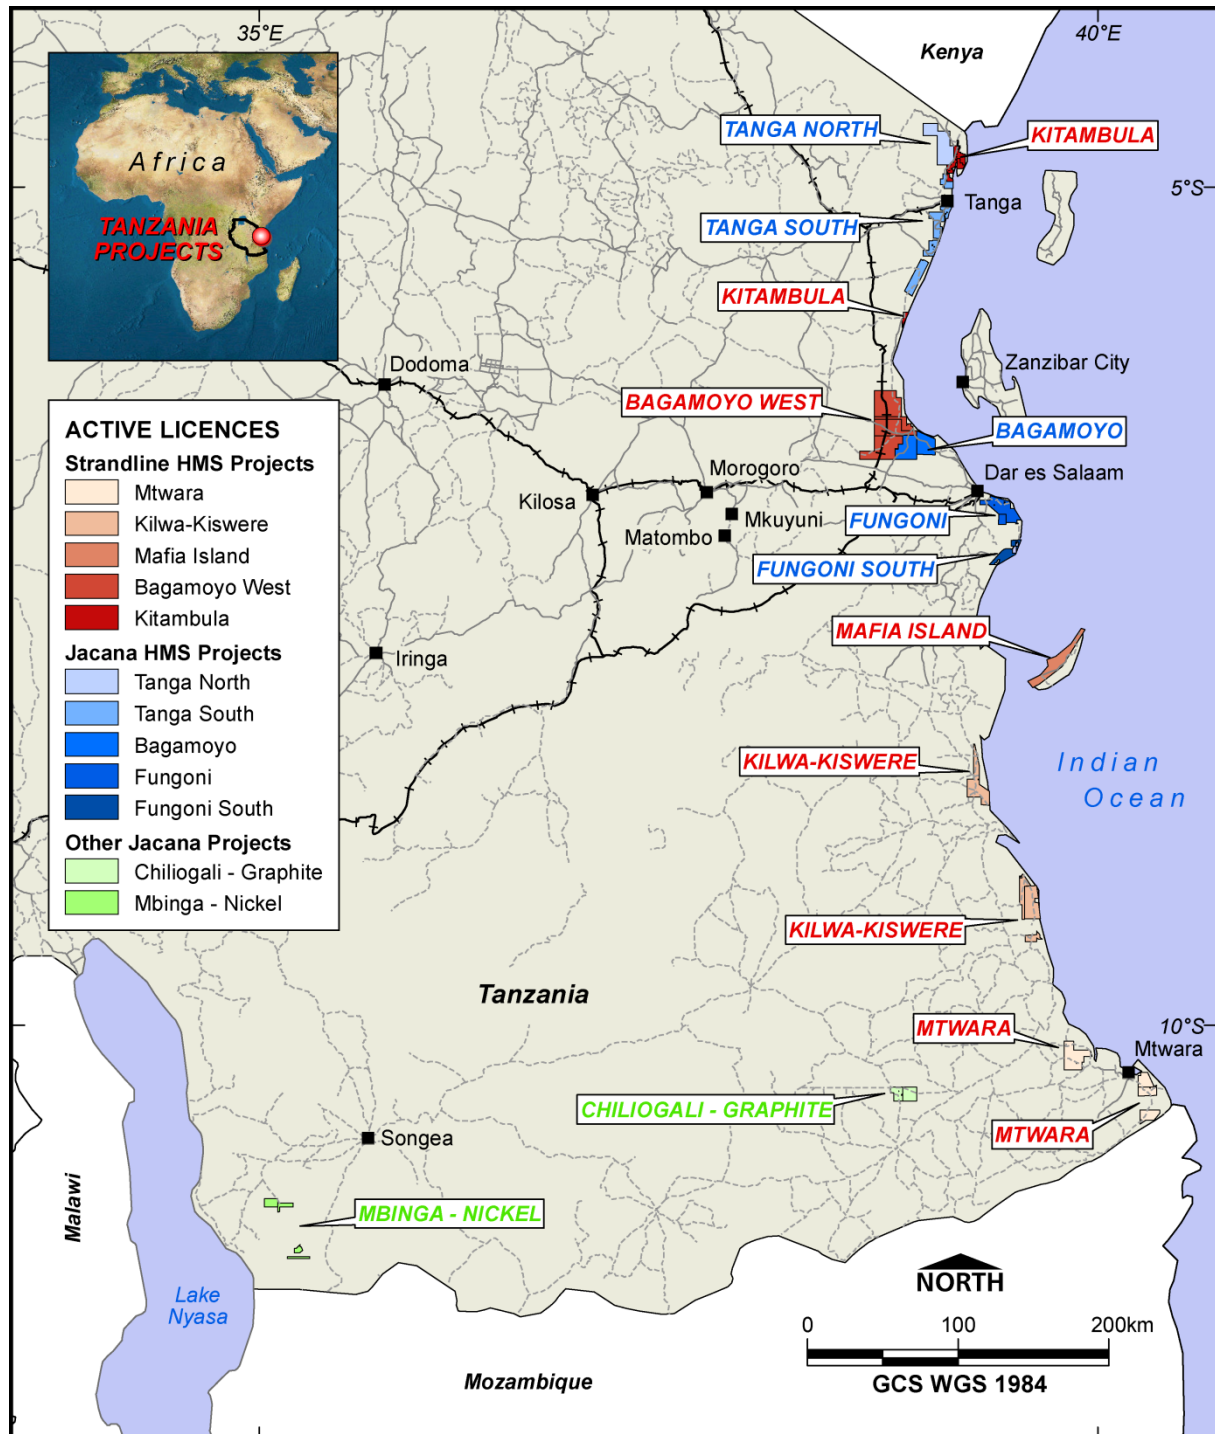 35°E
40°E
Kenya
Africa
TANZANIA
PROJECTS
TANGA NORTH
KITAMBULA
5°S
Tanga
TANGA SOUTH
KITAMBULA
Zanzibar City
Dodoma
BAGAMOYO WEST
BAGAMOYO
ACTIVE LICENCES
Strandline HMS Projects
Mtwara
Kilwa-Kiswere
Mafia Island
Bagamoyo West
Kitambula
Jacana HMS Projects
Tanga North
Tanga South
Bagamoyo
Fungoni
Fungoni South
Other Jacana Projects
Chiliogali - Graphite
Mbinga - Nickel
Morogoro
Dar es Salaam
Kilosa
Mkuyuni
Matombo
FUNGONI
FUNGONI SOUTH
MAFIA ISLAND
Iringa
KILWA-KISWERE
Indian
Ocean
KILWA-KISWERE
Tanzania
MTWARA
10°S
Mtwara
CHILIOGALI - GRAPHITE
MTWARA
Songea
Malawi
MBINGA - NICKEL
Lake
Nyasa
NORTH
0 100 200km
GCS WGS 1984
Mozambique